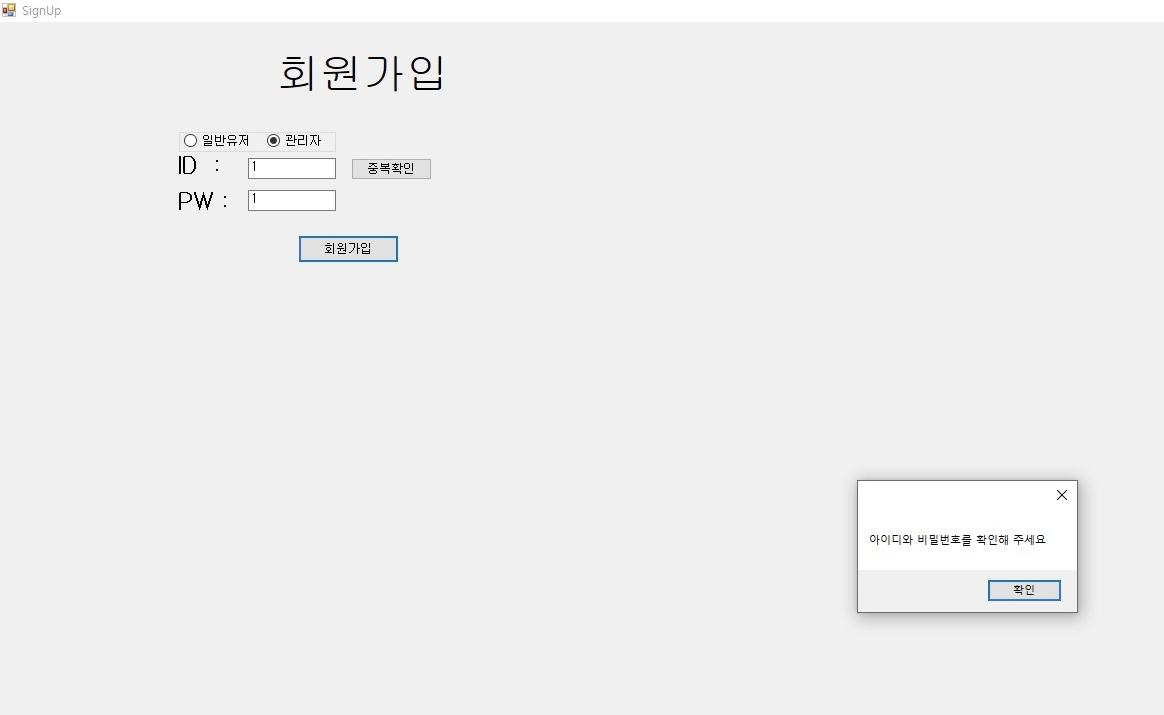 SignUp
회원가입
일반유저 관리자
ID : 1 중복확인
PW : 1
회원가입
아이디와 비밀번호를 확인해 주세요
확인